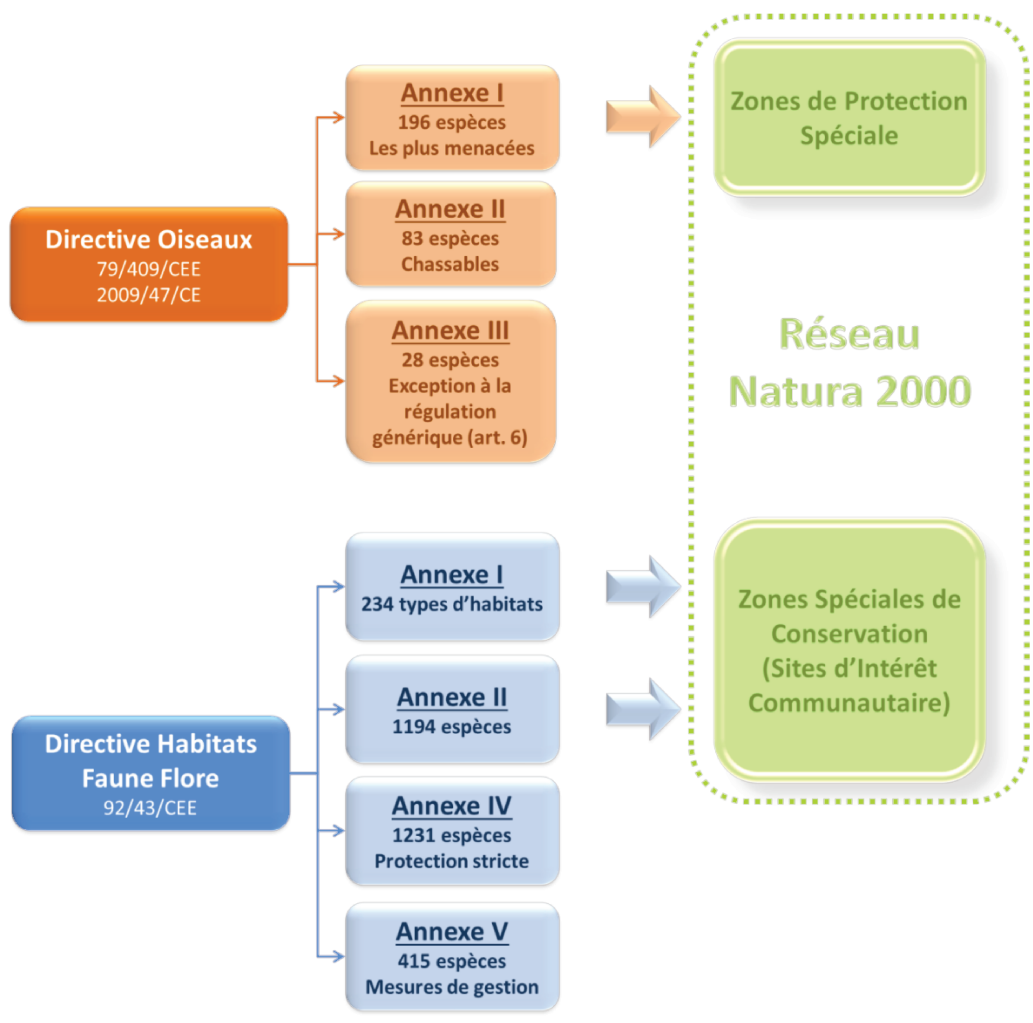 Directive Oiseaux
79/409/CEE
2009/47/CE
Annexe I
196 espèces
Les plus menacées
Annexe II
83 espèces
Chassables
Annexe III
28 espèces
Exception à la
régulation
générique (art. 6)
Zones de Protection
Spéciale
Réseau
Natura 2000
Directive Habitats
Faune Flore
92/43/CEE
Annexe I
234 types d’habitats
Annexe II
1194 espèces
Annexe IV
1231 espèces
Protection stricte
Annexe V
415 espèces
Mesures de gestion
Zones Spéciales de
Conservation
(Sites d’Intérêt
Communautaire)